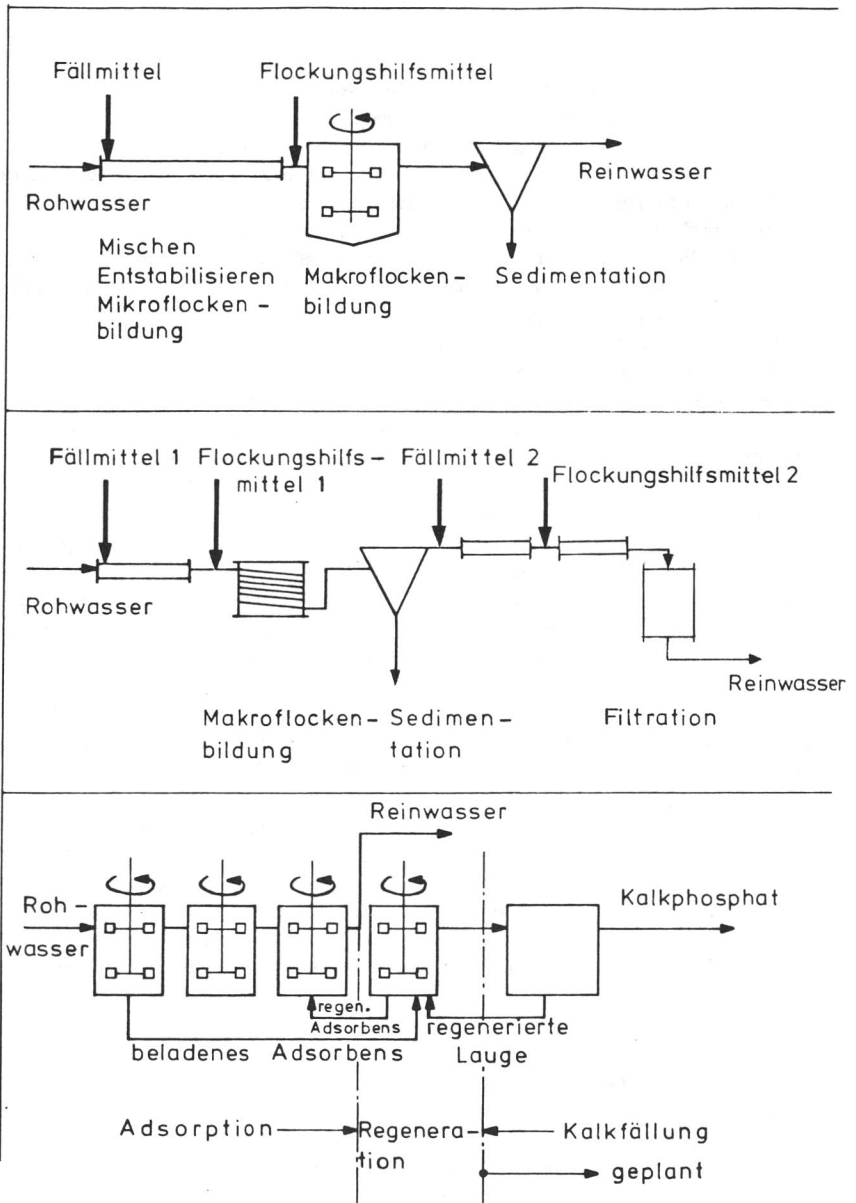 Fällmittel Flockungshilfsmittel
Rohwasser
Reinwasser
Mischen
Entstabilisieren Makroflocken- Sedimentation
Mikroflocken- bildung
bildung
Fällmittel 1 Flockungshilfs- Fällmittel 2
mittel 1 Flockungshilfsmittel 2
Rohwasser
Reinwasser
Makroflocken- Sedimen- Filtration
bildung tation
Reinwasser
Roh-
wasser
Kalkphosphat
regen.
Adsorbens
regenerierte
beladenes Adsorbens Lauge
Adsorption Regenera- Kalkfällung
tion geplant